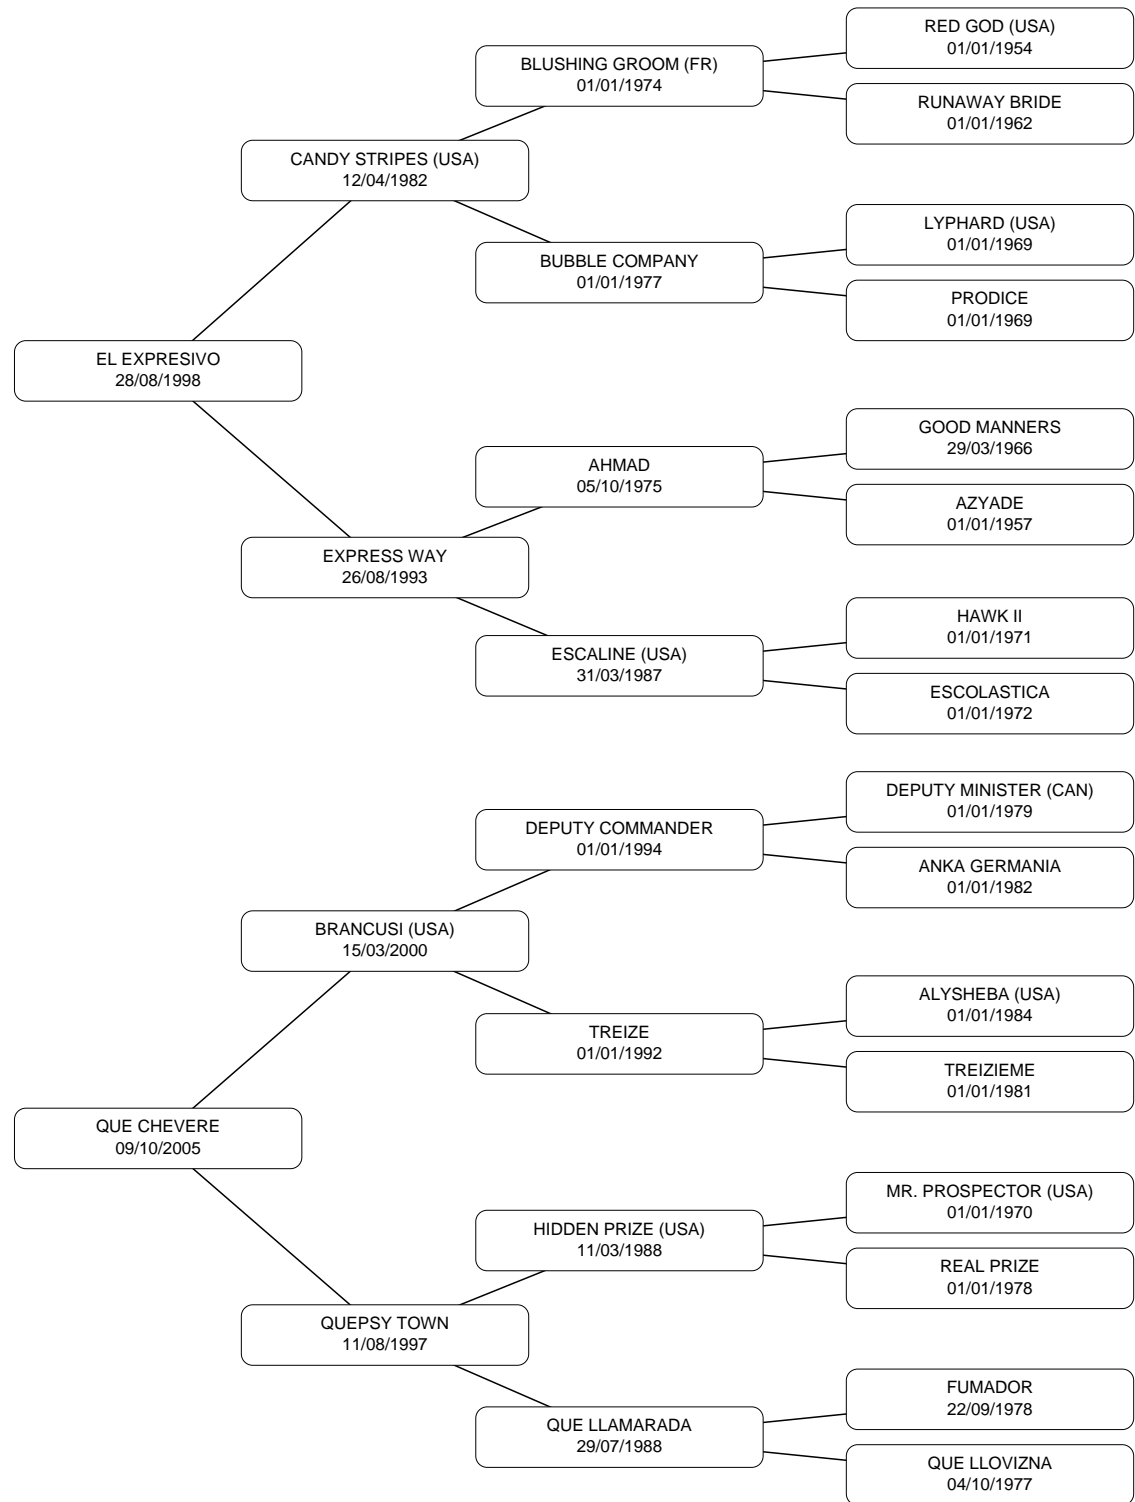 RED GOD (USA)
01/01/1954
BLUSHING GROOM (FR)
01/01/1974
RUNAWAY BRIDE
01/01/1962
CANDY STRIPES (USA)
12/04/1982
LYPHARD (USA)
01/01/1969
BUBBLE COMPANY
01/01/1977
PRODICE
01/01/1969
EL EXPRESIVO
28/08/1998
GOOD MANNERS
29/03/1966
AHMAD
05/10/1975
AZYADE
01/01/1957
EXPRESS WAY
26/08/1993
HAWK II
01/01/1971
ESCALINE (USA)
31/03/1987
ESCOLASTICA
01/01/1972
DEPUTY MINISTER (CAN)
01/01/1979
DEPUTY COMMANDER
01/01/1994
ANKA GERMANIA
01/01/1982
BRANCUSI (USA)
15/03/2000
ALYSHEBA (USA)
01/01/1984
TREIZE
01/01/1992
TREIZIEME
01/01/1981
QUE CHEVERE
09/10/2005
MR. PROSPECTOR (USA)
01/01/1970
HIDDEN PRIZE (USA)
11/03/1988
REAL PRIZE
01/01/1978
QUEPSY TOWN
11/08/1997
FUMADOR
22/09/1978
QUE LLAMARADA
29/07/1988
QUE LLOVIZNA
04/10/1977